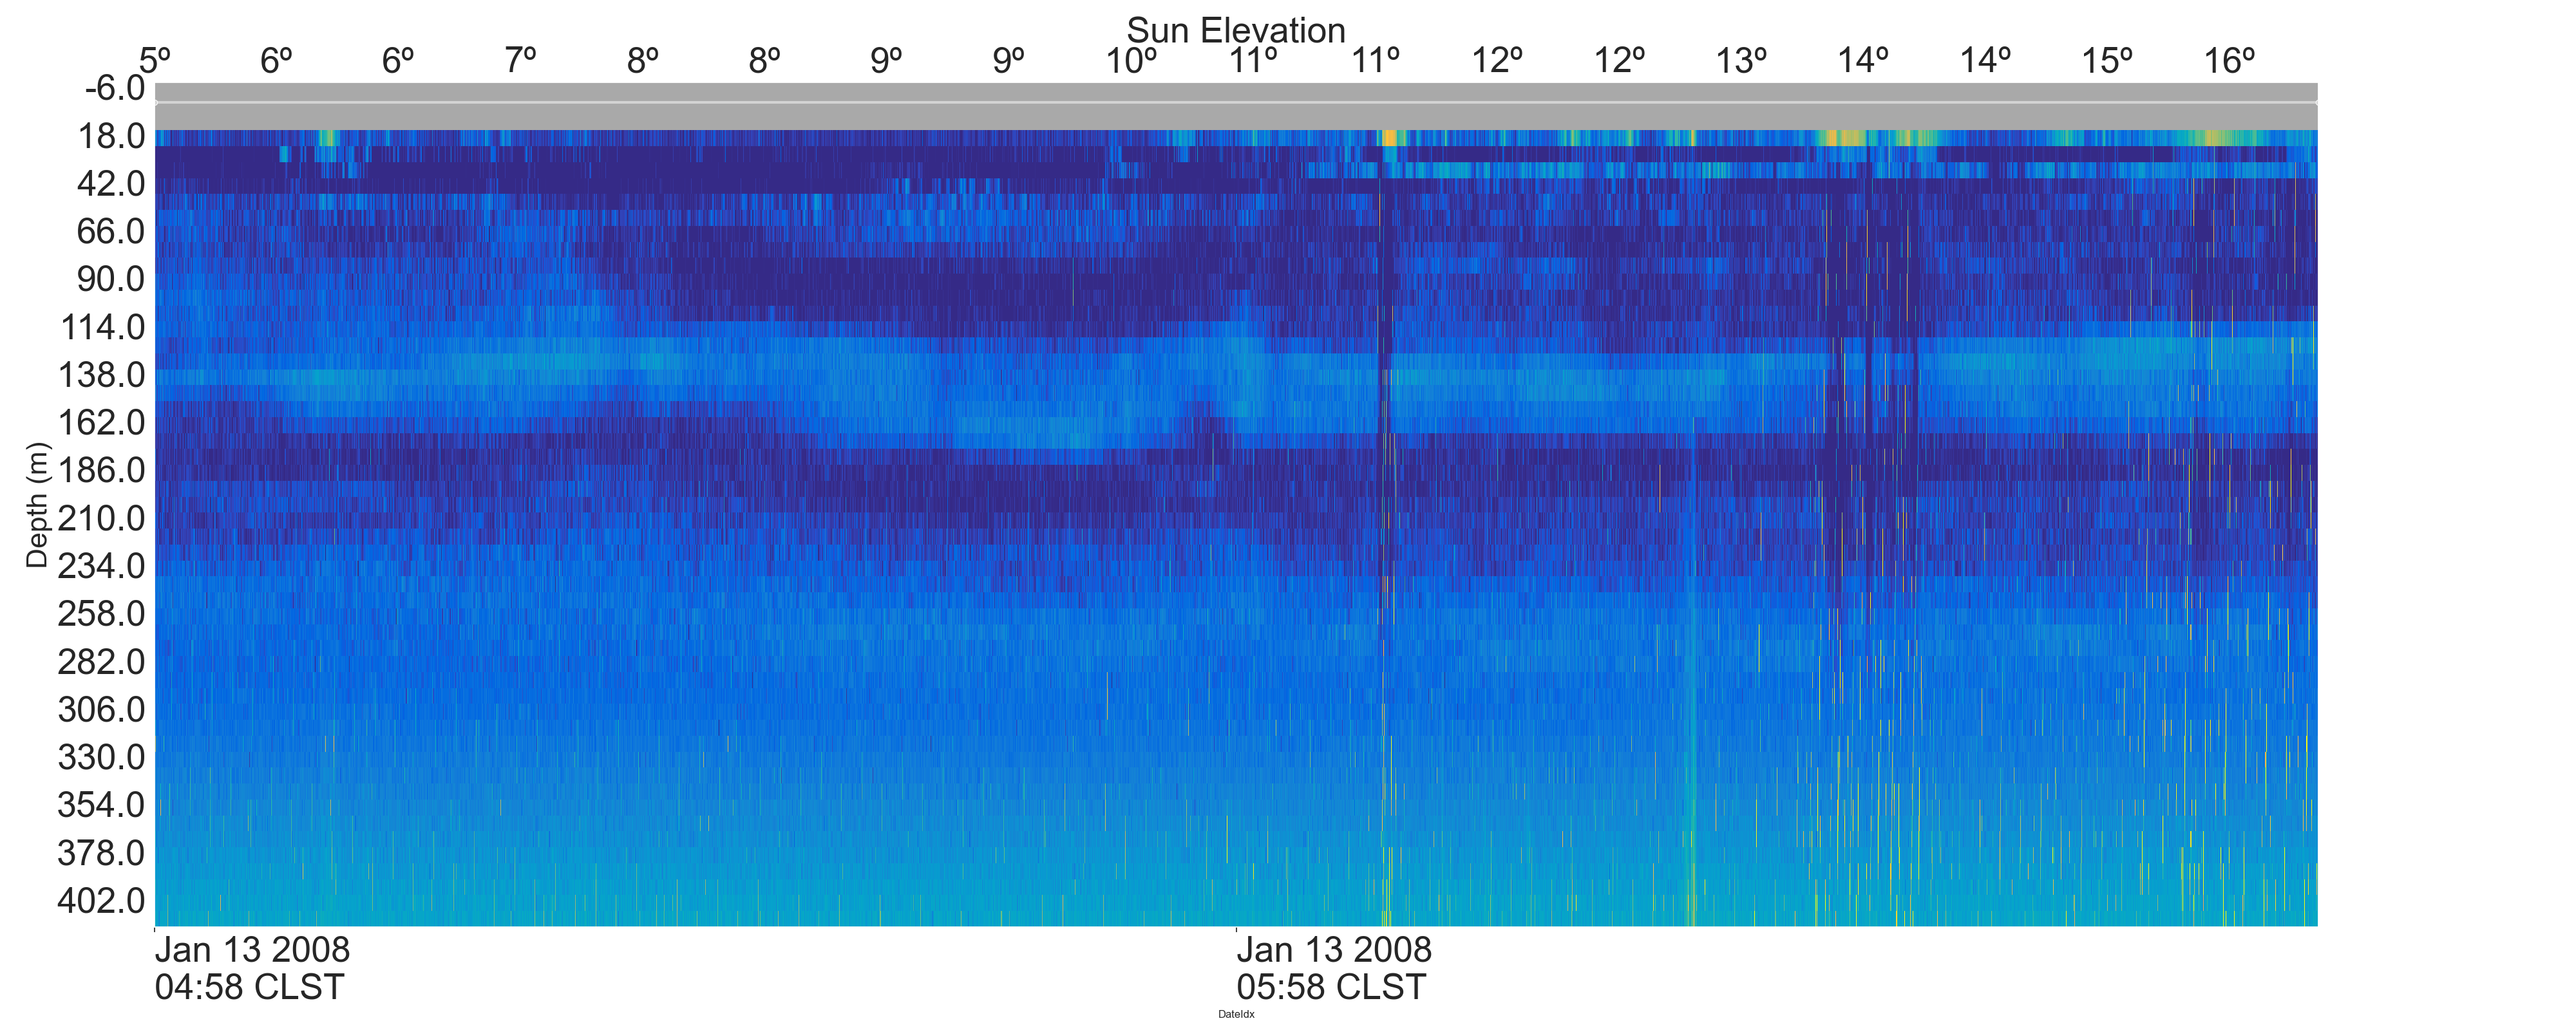 Sun Elevation
5º 6º 6º 7º 8º 8º 9º 9º 10º 11º 11º 12º 12º 13º 14º 14º 15º 16º
-6.0
18.0
42.0
66.0
90.0
114.0
138.0
162.0
186.0
210.0
234.0
258.0
282.0
306.0
330.0
354.0
378.0
402.0
Depth (m)
Jan 13 2008
04:58 CLST
Jan 13 2008
05:58 CLST
DateIdx